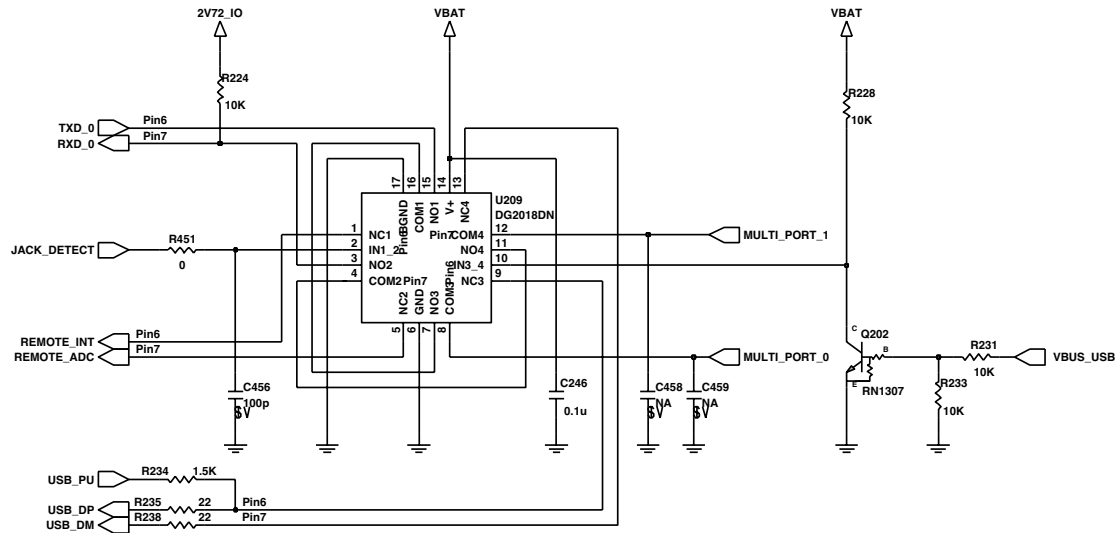 2V72_IO
VBAT
VBAT
R224
10K
R228
10K
TXD_0
Pin6
RXD_0
Pin7
17
16
15
14
13
BGND
COM1
NO1
V+
NC4
U209
DG2018DN
1
NC1
2
IN1_2
3
NO2
4
COM2
Pin6
Pin7
Pin7
Pin6
COM4
12
NO4
11
IN3_4
10
NC3
9
NC2
GND
NO3
COM3
5
6
7
8
JACK_DETECT
R451
0
MULTI_PORT_1
REMOTE_INT
Pin6
REMOTE_ADC
Pin7
MULTI_PORT_0
C
Q202
B
E
RN1307
R231
10K
VBUS_USB
R233
10K
C456
100p
$V
C246
0.1u
C458
NA
$V
C459
NA
$V
USB_PU
R234
1.5K
USB_DP
R235
22
Pin6
USB_DM
R238
22
Pin7